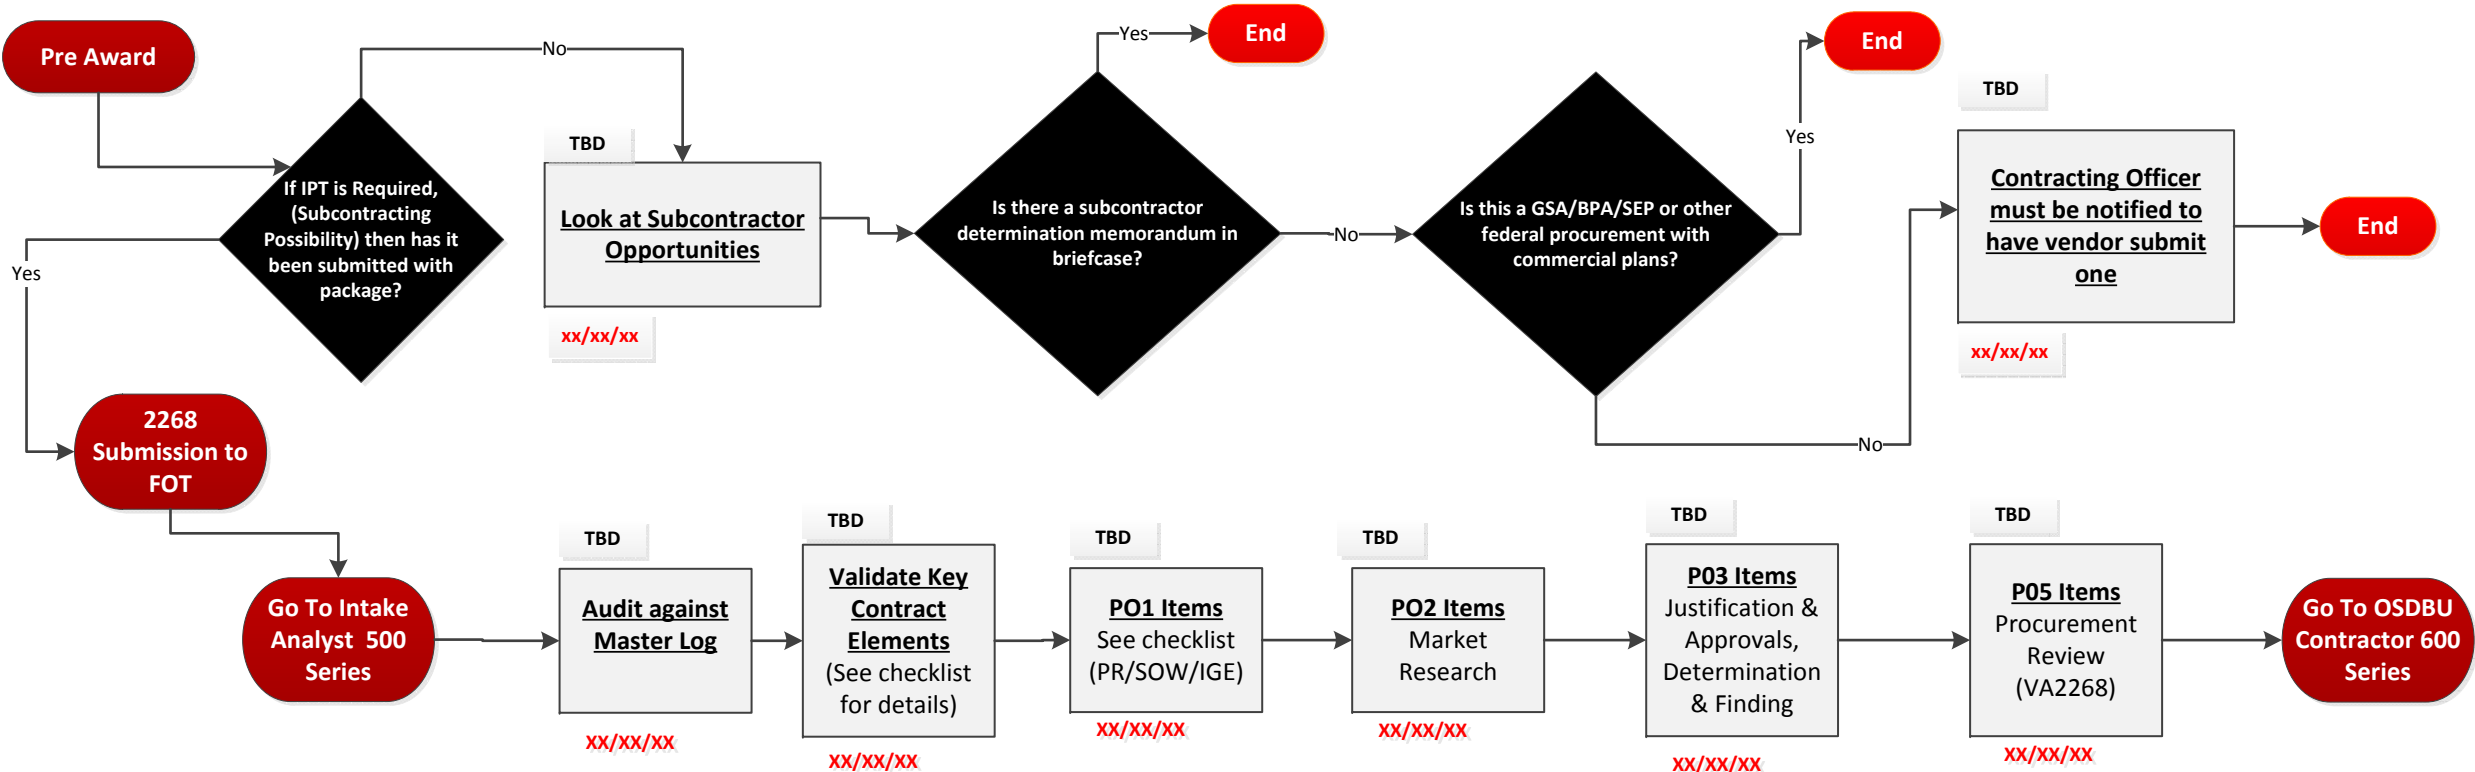 Pre Award
No
If IPT is Required,
(Subcontracting
Possibility) then has it
been submitted with
package?
Yes
TBD
Look at Subcontractor
Opportunities
xx/xx/xx
Yes
End
Is there a subcontractor
determination memorandum in
briefcase?
No
Is this a GSA/BPA/SEP or other
federal procurement with
commercial plans?
Yes
End
No
TBD
Contracting Officer
must be notified to
have vendor submit
one
xx/xx/xx
End
2268
Submission to
FOT
Go To Intake
Analyst 500
Series
TBD
Audit against
Master Log
XX/XX/XX
TBD
Validate Key
Contract
Elements
(See checklist
for details)
XX/XX/XX
TBD
PO1 Items
See checklist
(PR/SOW/IGE)
XX/XX/XX
TBD
PO2 Items
Market
Research
XX/XX/XX
TBD
P03 Items
Justification &
Approvals,
Determination
& Finding
XX/XX/XX
TBD
P05 Items
Procurement
Review
(VA2268)
XX/XX/XX
Go To OSDBU
Contractor 600
Series